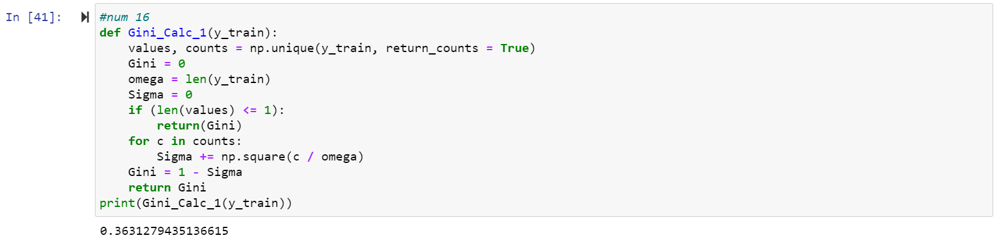 In [41]:
#num 16
def Gini_Calc_1(y_train):
    values, counts = np.unique(y_train, return_counts = True)
    Gini = 0
    omega = len(y_train)
    Sigma = 0
    if (len(values) <= 1):
        return(Gini)
    for c in counts:
        Sigma += np.square(c / omega)
    Gini = 1 - Sigma
    return Gini
print(Gini_Calc_1(y_train))
0.3631279435136615